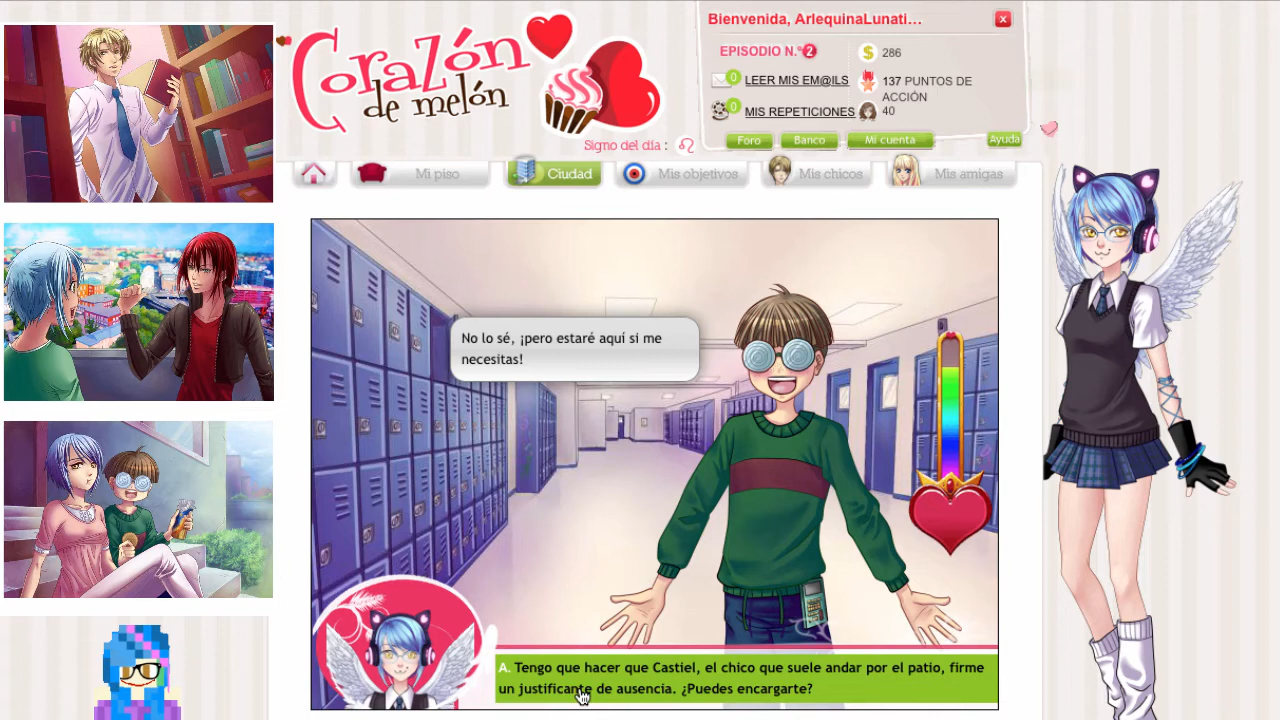 Corazón
de melón
Signo del día :
Bienvenida, ArlequinaLunati...
x
EPISODIO N.º 2
286
0 LEER MIS EM@ILS
137 PUNTOS DE
ACCIÓN
0 MIS REPETICIONES
40
Foro
Banco
Mi cuenta
Ayuda
Mi piso
Ciudad
Mis objetivos
Mis chicos
Mis amigas
No lo sé, ¡pero estaré aquí si me
necesitas!
A. Tengo que hacer que Castiel, el chico que suele andar por el patio, firme
un justificante de ausencia. ¿Puedes encargarte?